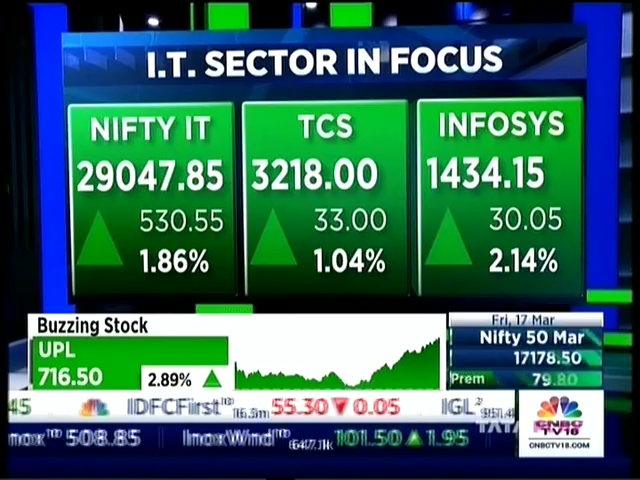 I.T. SECTOR IN FOCUS
NIFTY IT
29047.85
530.55
1.86%
TCS
3218.00
33.00
1.04%
INFOSYS
1434.15
30.05
2.14%
Buzzing Stock
UPL
716.50
2.89%
Fri, 17 Mar
Nifty 50 Mar
17178.50
Prem 79.80
45 IDFCFirst 16.5m 55.30 0.05 IGL
508.85 InoxWind 101.50 1.95 TATA
CNBC
TV18
CNBCTV18.COM